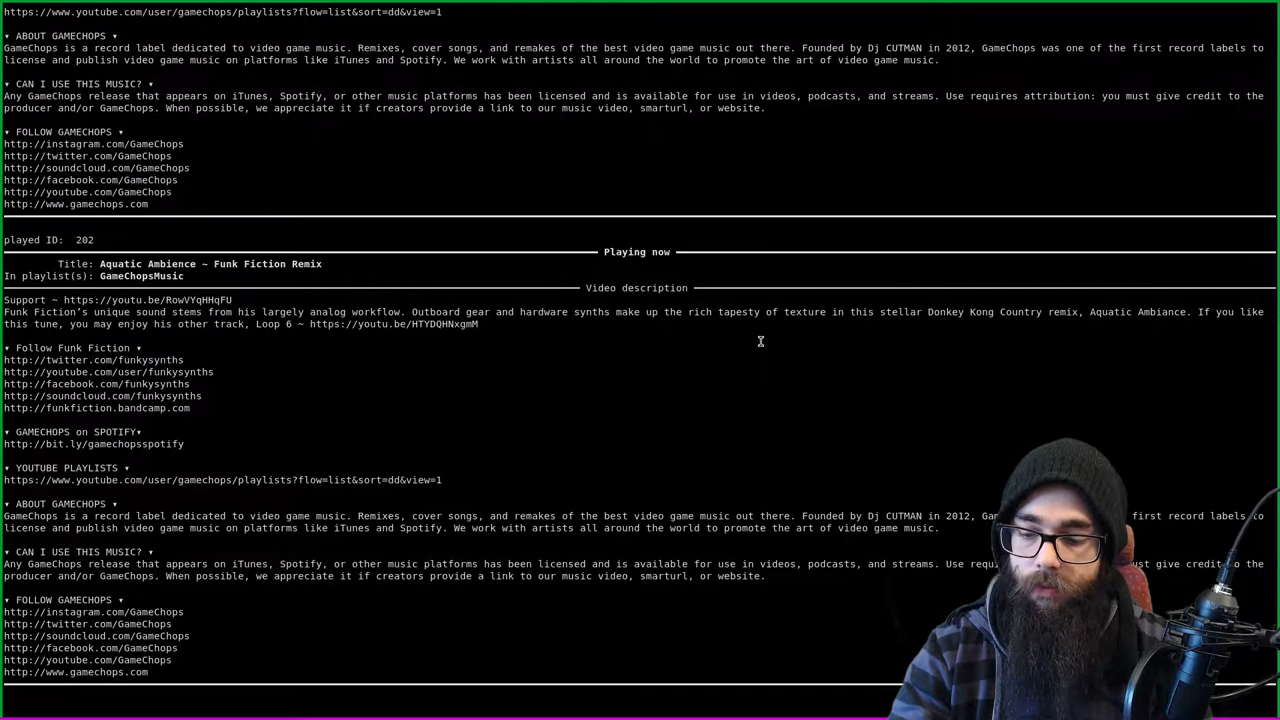 https://www.youtube.com/user/gamechops/playlists?flow=list&sort=dd&view=1
▾ ABOUT GAMECHOPS ▾
GameChops is a record label dedicated to video game music. Remixes, cover songs, and remakes of the best video game music out there. Founded by Dj CUTMAN in 2012, GameChops was one of the first record labels to
license and publish video game music on platforms like iTunes and Spotify. We work with artists all around the world to promote the art of video game music.
▾ CAN I USE THIS MUSIC? ▾
Any GameChops release that appears on iTunes, Spotify, or other music platforms has been licensed and is available for use in videos, podcasts, and streams. Use requires attribution: you must give credit to the
producer and/or GameChops. When possible, we appreciate it if creators provide a link to our music video, smarturl, or website.
▾ FOLLOW GAMECHOPS ▾
http://instagram.com/GameChops
http://twitter.com/GameChops
http://soundcloud.com/GameChops
http://facebook.com/GameChops
http://youtube.com/GameChops
http://www.gamechops.com
played ID:  202
Playing now
Title: Aquatic Ambience ~ Funk Fiction Remix
In playlist(s): GameChopsMusic
Video description
Support ~ https://youtu.be/RowVYqHHqFU
Funk Fiction’s unique sound stems from his largely analog workflow. Outboard gear and hardware synths make up the rich tapesty of texture in this stellar Donkey Kong Country remix, Aquatic Ambience. If you like
this tune, you may enjoy his other track, Loop 6 ~ https://youtu.be/HTYDQHNxgmM
▾ Follow Funk Fiction ▾
http://twitter.com/funkysynths
http://youtube.com/user/funkysynths
http://facebook.com/funkysynths
http://soundcloud.com/funkysynths
http://funkfiction.bandcamp.com
▾ GAMECHOPS on SPOTIFY▾
http://bit.ly/gamechopsspotify
▾ YOUTUBE PLAYLISTS ▾
https://www.youtube.com/user/gamechops/playlists?flow=list&sort=dd&view=1
▾ ABOUT GAMECHOPS ▾
GameChops is a record label dedicated to video game music. Remixes, cover songs, and remakes of the best video game music out there. Founded by Dj CUTMAN in 2012, first record labels to
license and publish video game music on platforms like iTunes and Spotify. We work with artists all around the world to promote the art of video game music.
▾ CAN I USE THIS MUSIC? ▾
Any GameChops release that appears on iTunes, Spotify, or other music platforms has been licensed and is available for use in videos, podcasts, and streams. Use give credit to the
producer and/or GameChops. When possible, we appreciate it if creators provide a link to our music video, smarturl, or website.
▾ FOLLOW GAMECHOPS ▾
http://instagram.com/GameChops
http://twitter.com/GameChops
http://soundcloud.com/GameChops
http://facebook.com/GameChops
http://youtube.com/GameChops
http://www.gamechops.com